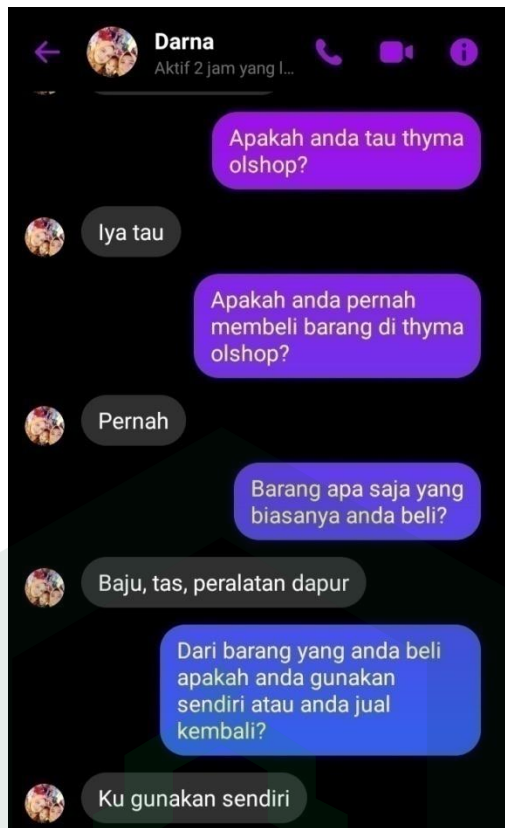 Darna
Aktif 2 jam yang l...
Apakah anda tau thyma
olshop?
Iya tau
Apakah anda pernah
membeli barang di thyma
olshop?
Pernah
Barang apa saja yang
biasanya anda beli?
Baju, tas, peralatan dapur
Dari barang yang anda beli
apakah anda gunakan
sendiri atau anda jual
kembali?
Ku gunakan sendiri